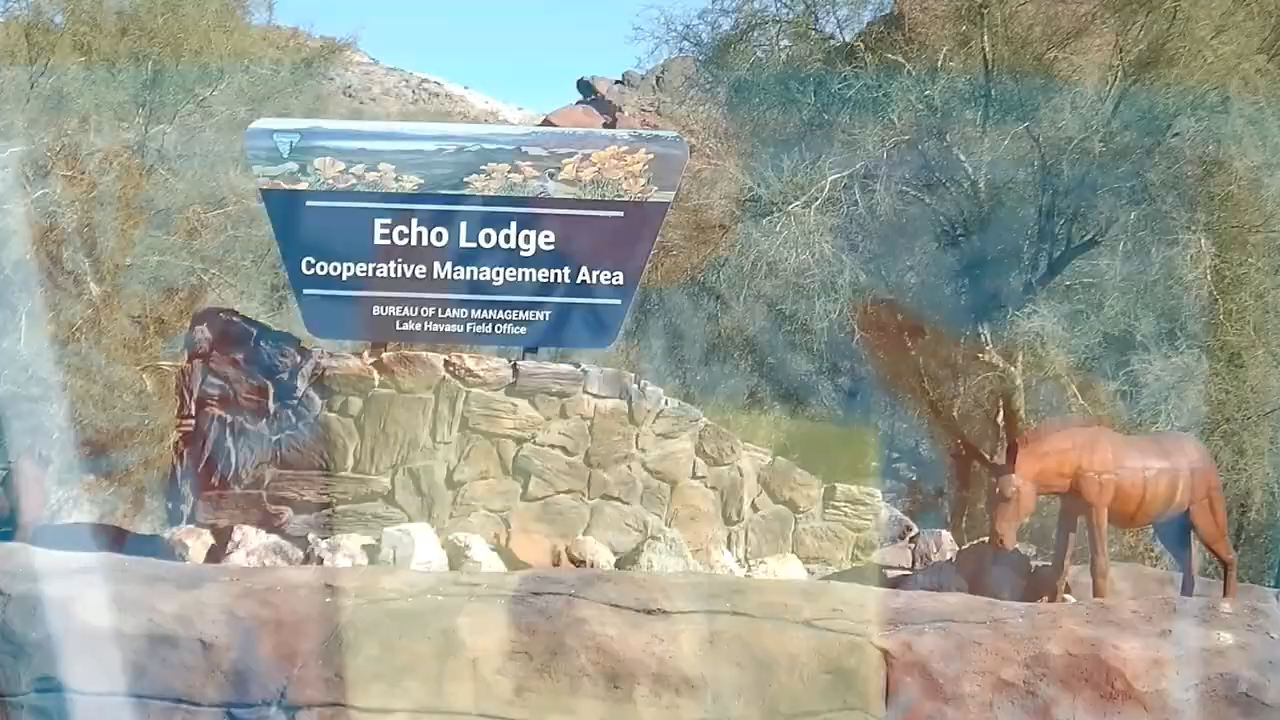 Echo Lodge
Cooperative Management Area
BUREAU OF LAND MANAGEMENT
Lake Havasu Field Office